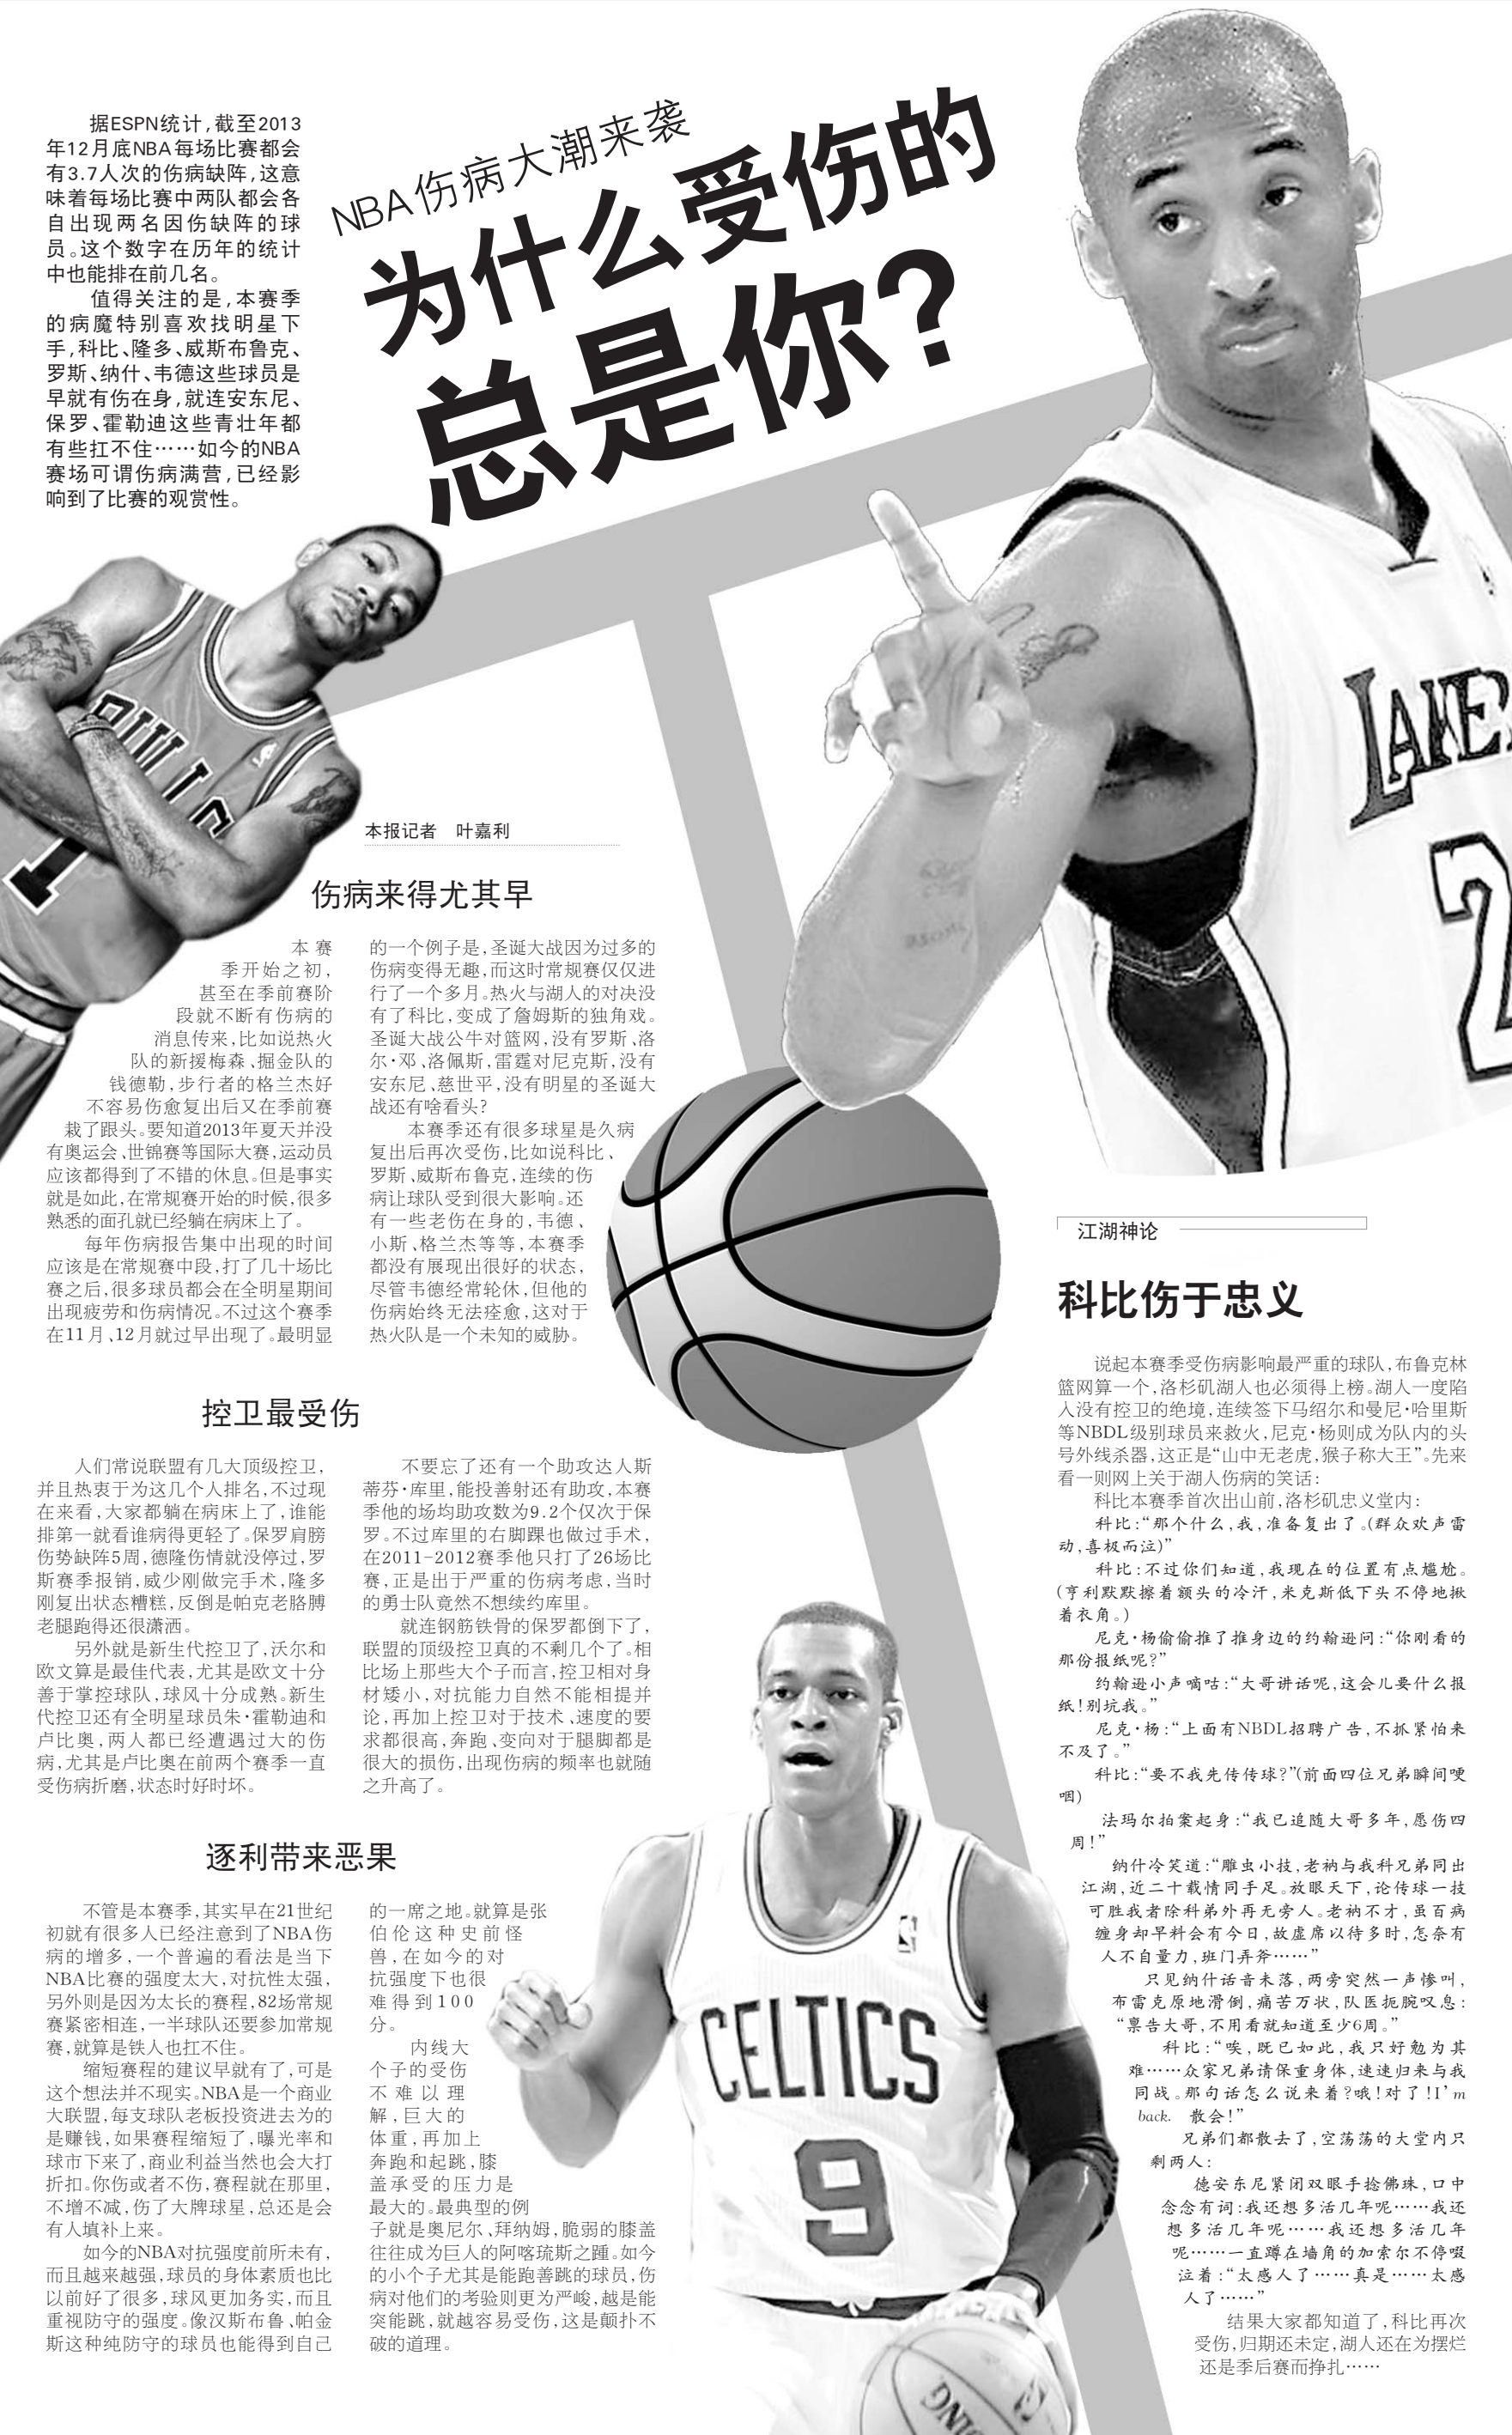 据ESPN统计,截至2013
年12月底NBA每场比赛都会
有3.7人次的伤病缺阵,这意
味着每场比赛中两队都会各
自出现两名因伤缺阵的球
员。这个数字在历年的统计
中也能排在前几名。
值得关注的是,本赛季
的病魔特别喜欢找明星下
手,科比、隆多、威斯布鲁克、
罗斯、纳什、韦德这些球员是
早就有伤在身,就连安东尼、
保罗、霍勒迪这些青壮年都
有些扛不住……如今的NBA
赛场可谓伤病满营,已经影
响到了比赛的观赏性。
NBA伤病大潮来袭
为什么受伤的
总是你?
本报记者 叶嘉利
伤病来得尤其早
本赛
季开始之初,
甚至在季前赛阶
段就不断有伤病的
消息传来,比如说热火
队的新援梅森、掘金队的
钱德勒,步行者的格兰杰好
不容易伤愈复出后又在季前赛
栽了跟头。要知道2013年夏天并没
有奥运会、世锦赛等国际大赛,运动员
应该都得到了不错的休息。但是事实
就是如此,在常规赛开始的时候,很多
熟悉的面孔就已经躺在病床上了。
每年伤病报告集中出现的时间
应该是在常规赛中段,打了几十场比
赛之后,很多球员都会在全明星期间
出现疲劳和伤病情况。不过这个赛季
在11月、12月就过早出现了。最明显
的一个例子是,圣诞大战因为过多的
伤病变得无趣,而这时常规赛仅仅进
行了一个多月。热火与湖人的对决没
有了科比,变成了詹姆斯的独角戏。
圣诞大战公牛对篮网,没有罗斯、洛
尔·邓、洛佩斯,雷霆对尼克斯,没有
安东尼、慈世平,没有明星的圣诞大
战还有啥看头?
本赛季还有很多球星是久病
复出后再次受伤,比如说科比、
罗斯、威斯布鲁克,连续的伤
病让球队受到很大影响。还
有一些老伤在身的,韦德、
小斯、格兰杰等等,本赛季
都没有展现出很好的状态,
尽管韦德经常轮休,但他的
伤病始终无法痊愈,这对于
热火队是一个未知的威胁。
控卫最受伤
人们常说联盟有几大顶级控卫,
并且热衷于为这几个人排名,不过现
在来看,大家都躺在病床上了,谁能
排第一就看谁病得更轻了。保罗肩膀
伤势缺阵5周,德隆伤情就没停过,罗
斯赛季报销,威少刚做完手术,隆多
刚复出状态糟糕,反倒是帕克老胳膊
老腿跑得还很潇洒。
另外就是新生代控卫了,沃尔和
欧文算是最佳代表,尤其是欧文十分
善于掌控球队,球风十分成熟。新生
代控卫还有全明星球员朱·霍勒迪和
卢比奥,两人都已经遭遇过大的伤
病,尤其是卢比奥在前两个赛季一直
受伤病折磨,状态时好时坏。
不要忘了还有一个助攻达人斯
蒂芬·库里,能投善射还有助攻,本赛
季他的场均助攻数为9.2个仅次于保
罗。不过库里的右脚踝也做过手术,
在2011-2012赛季他只打了26场比
赛,正是出于严重的伤病考虑,当时
的勇士队竟然不想续约库里。
就连钢筋铁骨的保罗都倒下了,
联盟的顶级控卫真的不剩几个了。相
比场上那些大个子而言,控卫相对身
材矮小,对抗能力自然不能相提并
论,再加上控卫对于技术、速度的要
求都很高,奔跑、变向对于腿脚都是
很大的损伤,出现伤病的频率也就随
之升高了。
逐利带来恶果
不管是本赛季,其实早在21世纪
初就有很多人已经注意到了NBA伤
病的增多,一个普遍的看法是当下
NBA比赛的强度太大,对抗性太强,
另外则是因为太长的赛程,82场常规
赛紧密相连,一半球队还要参加常规
赛,就算是铁人也扛不住。
缩短赛程的建议早就有了,可是
这个想法并不现实。NBA是一个商业
大联盟,每支球队老板投资进去为的
是赚钱,如果赛程缩短了,曝光率和
球市下来了,商业利益当然也会大打
折扣。你伤或者不伤,赛程就在那里,
不增不减,伤了大牌球星,总还是会
有人填补上来。
如今的NBA对抗强度前所未有,
而且越来越强,球员的身体素质也比
以前好了很多,球风更加务实,而且
重视防守的强度。像汉斯布鲁、帕金
斯这种纯防守的球员也能得到自己
的一席之地。就算是张
伯伦这种史前怪
兽,在如今的对
抗强度下也很
难得到100
分。
内线大
个子的受伤
不难以理
解,巨大的
体重,再加上
奔跑和起跳,膝
盖承受的压力是
最大的。最典型的例
子就是奥尼尔、拜纳姆,脆弱的膝盖
往往成为巨人的阿喀琉斯之踵。如今
的小个子尤其是能跑善跳的球员,伤
病对他们的考验则更为严峻,越是能
突能跳,就越容易受伤,这是颠扑不
破的道理。
江湖神论
科比伤于忠义
说起本赛季受伤病影响最严重的球队,布鲁克林
篮网算一个,洛杉矶湖人也必须得上榜。湖人一度陷
入没有控卫的绝境,连续签下马绍尔和曼尼·哈里斯
等NBDL级别球员来救火,尼克·杨则成为队内的头
号外线杀器,这正是“山中无老虎,猴子称大王”。先来
看一则网上关于湖人伤病的笑话:
科比本赛季首次出山前,洛杉矶忠义堂内:
科比:“那个什么,我,准备复出了。(群众欢声雷
动,喜极而泣)”
科比:不过你们知道,我现在的位置有点尴尬。
(亨利默默擦着额头的冷汗,米克斯低下头不停地揪
着衣角。)
尼克·杨偷偷推了推身边的约翰逊问:“你刚看的
那份报纸呢?”
约翰逊小声嘀咕:“大哥讲话呢,这会儿要什么报
纸!别坑我。”
尼克·杨:“上面有NBDL招聘广告,不抓紧怕来
不及了。”
科比:“要不我先传传球?”(前面四位兄弟瞬间哽
咽)
法玛尔拍案起身:“我已追随大哥多年,愿伤四
周!”
纳什冷笑道:“雕虫小技,老衲与我科兄弟同出
江湖,近二十载情同手足。放眼天下,论传球一技
可胜我者除科弟外再无旁人。老衲不才,虽百病
缠身却早料会有今日,故虚席以待多时,怎奈有
人不自量力,班门弄斧……”
只见纳什话音未落,两旁突然一声惨叫,
布雷克原地滑倒,痛苦万状,队医扼腕叹息:
“禀告大哥,不用看就知道至少6周。”
科比:“唉,既已如此,我只好勉为其
难……众家兄弟请保重身体,速速归来与我
同战。那句话怎么说来着?哦!对了!I'm
back. 散会!”
兄弟们都散去了,空荡荡的大堂内只
剩两人:
德安东尼紧闭双眼手捻佛珠,口中
念念有词:我还想多活几年呢……我还
想多活几年呢……我还想多活几年
呢……一直蹲在墙角的加索尔不停啜
泣着:“太感人了……真是……太感
人了……”
结果大家都知道了,科比再次
受伤,归期还未定,湖人还在为摆烂
还是季后赛而挣扎……
CELTICS
9